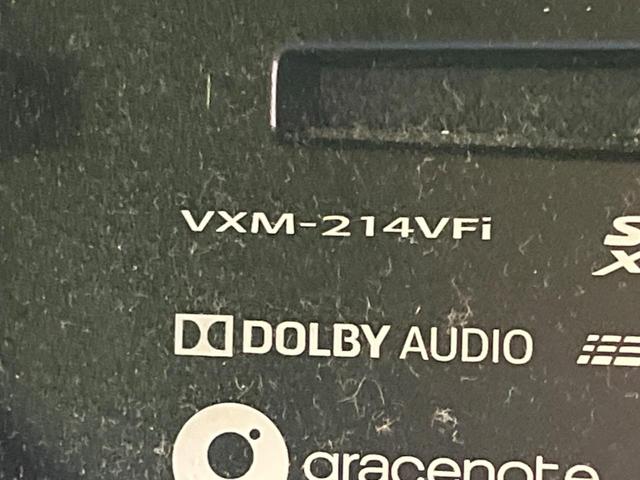 VXM-214VFi
DOLBY AUDIO
gracenote